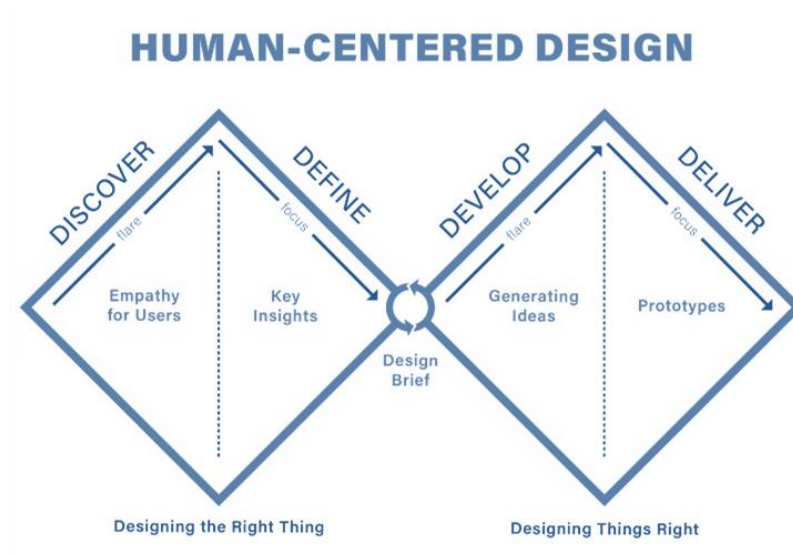 HUMAN-CENTERED DESIGN
DISCOVER
flare
DEFINE
focus
DEVELOP
flare
DELIVER
focus
Empathy
for Users
Key
Insights
Generating
Ideas
Prototypes
Design
Brief
Designing the Right Thing
Designing Things Right